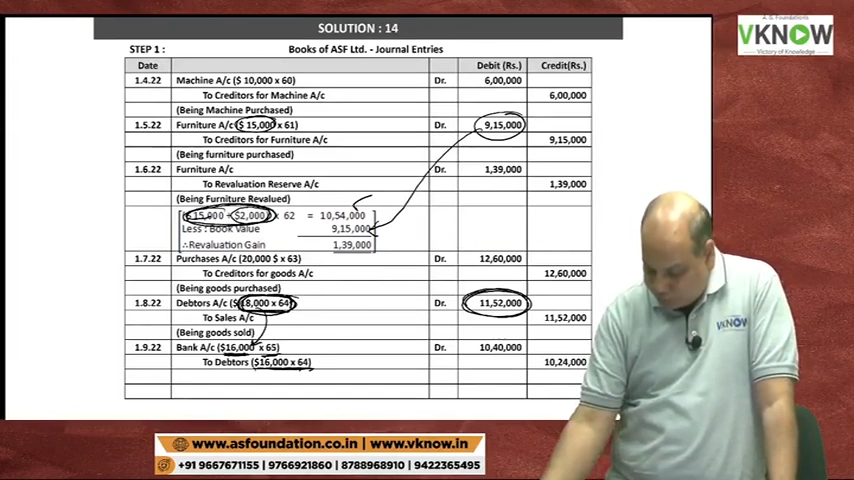 SOLUTION : 14
A. S. Foundation's
VKNOW
Victory of Knowledge
STEP 1 : Books of ASF Ltd. - Journal Entries
Date Debit (Rs.) Credit(Rs.)
1.4.22 Machine A/c ($ 10,000 x 60) Dr. 6,00,000
To Creditors for Machine A/c 6,00,000
(Being Machine Purchased)
1.5.22 Furniture A/c ($ 15,000 x 61) Dr. 9,15,000
To Creditors for Furniture A/c 9,15,000
(Being furniture purchased)
1.6.22 Furniture A/c Dr. 1,39,000
To Revaluation Reserve A/c 1,39,000
(Being Furniture Revalued)
($15,000 + $2,000) x 62 = 10,54,000
Less : Book Value 9,15,000
∴Revaluation Gain 1,39,000
1.7.22 Purchases A/c (20,000 $ x 63) Dr. 12,60,000
To Creditors for goods A/c 12,60,000
(Being goods purchased)
1.8.22 Debtors A/c ($ 18,000 x 64) Dr. 11,52,000
To Sales A/c 11,52,000
(Being goods sold)
1.9.22 Bank A/c ($16,000 x 65) Dr. 10,40,000
To Debtors ($16,000 x 64) 10,24,000
VKNOW
www.asfoundation.co.in | www.vknow.in
+91 9667671155 | 9766921860 | 8788968910 | 9422365495